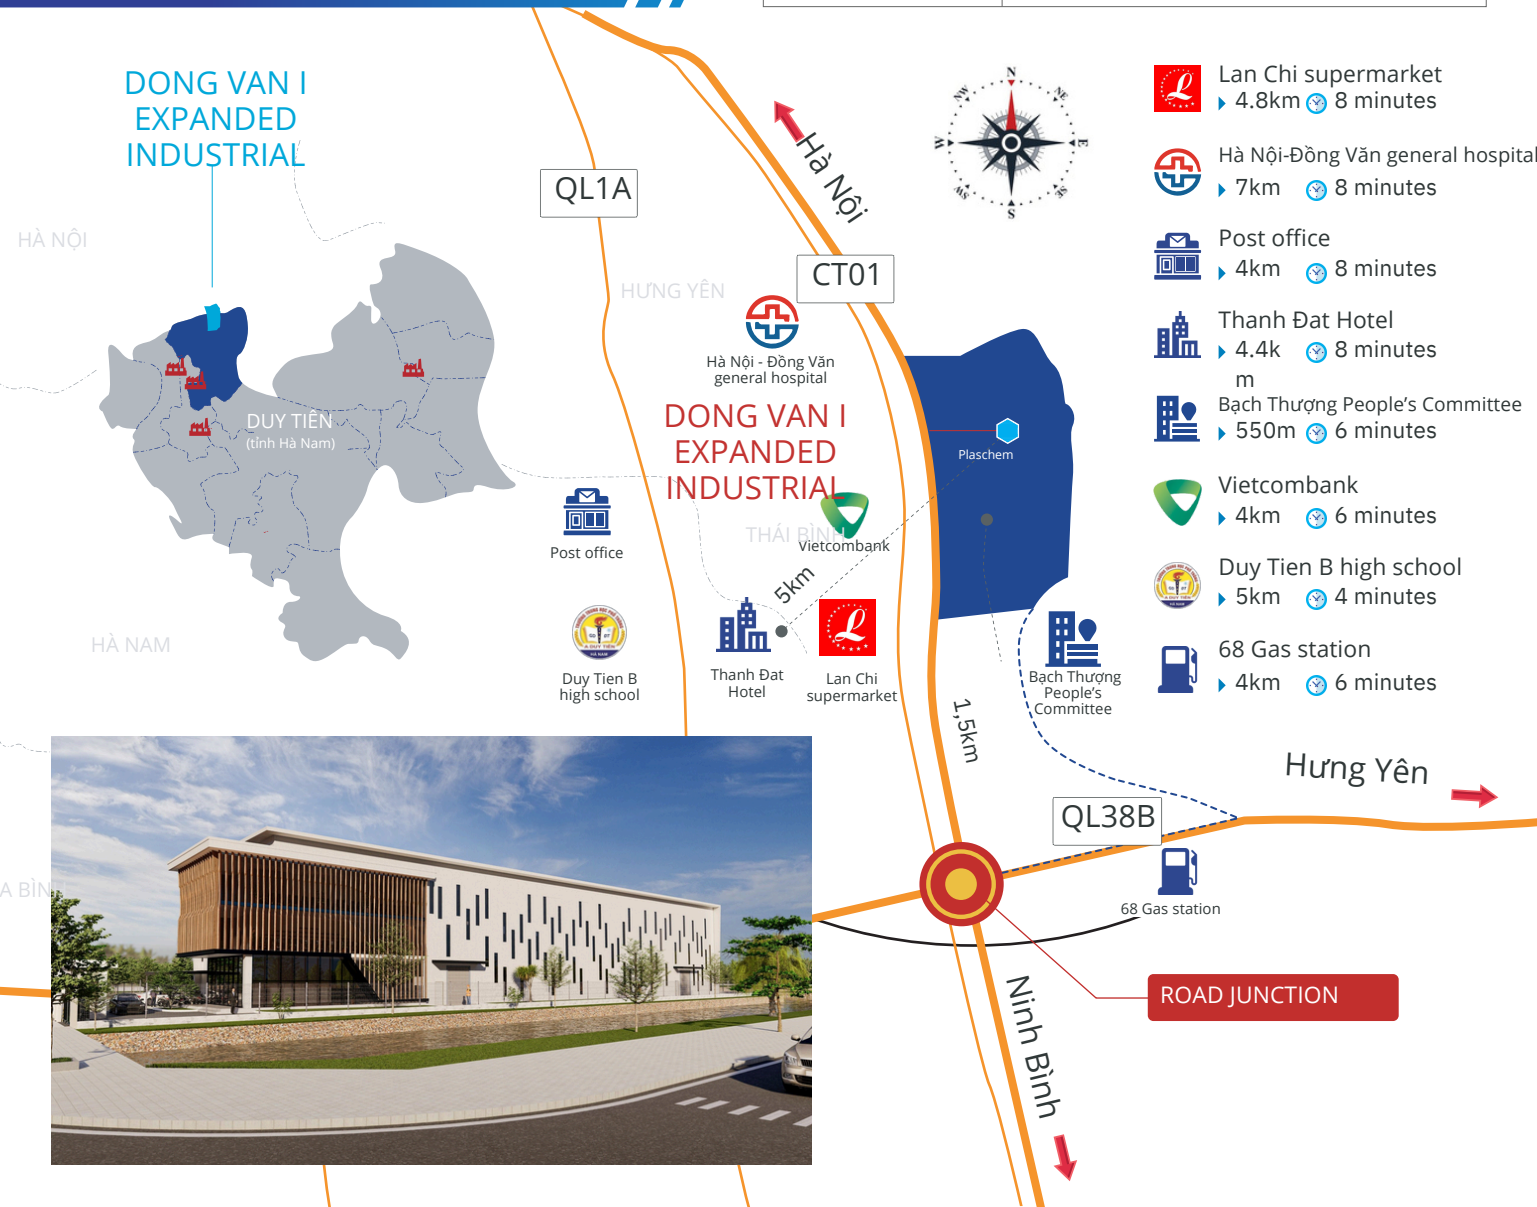 DONG VAN I
EXPANDED
INDUSTRIAL
HÀ NỘI
DUY TIÊN
(tỉnh Hà Nam)
HÀ NAM
QL1A
HƯNG YÊN
Hà Nội
CT01
N
NE
E
SE
S
SW
W
NW
Hà Nội - Đồng Văn
general hospital
DONG VAN I
EXPANDED
INDUSTRIAL
Plaschem
Post office
THÁI BÌNH
Vietcombank
5km
Duy Tien B
high school
Thanh Đat
Hotel
Lan Chi
supermarket
Bạch Thượng
People's
Committee
1,5km
Lan Chi supermarket
4.8km 8 minutes
Hà Nội-Đồng Văn general hospital
7km 8 minutes
Post office
4km 8 minutes
Thanh Đat Hotel
4.4k 8 minutes
m
Bạch Thượng People's Committee
550m 6 minutes
Vietcombank
4km 6 minutes
Duy Tien B high school
5km 4 minutes
68 Gas station
4km 6 minutes
Hưng Yên
QL38B
68 Gas station
A BÌN
ROAD JUNCTION
Ninh Bình